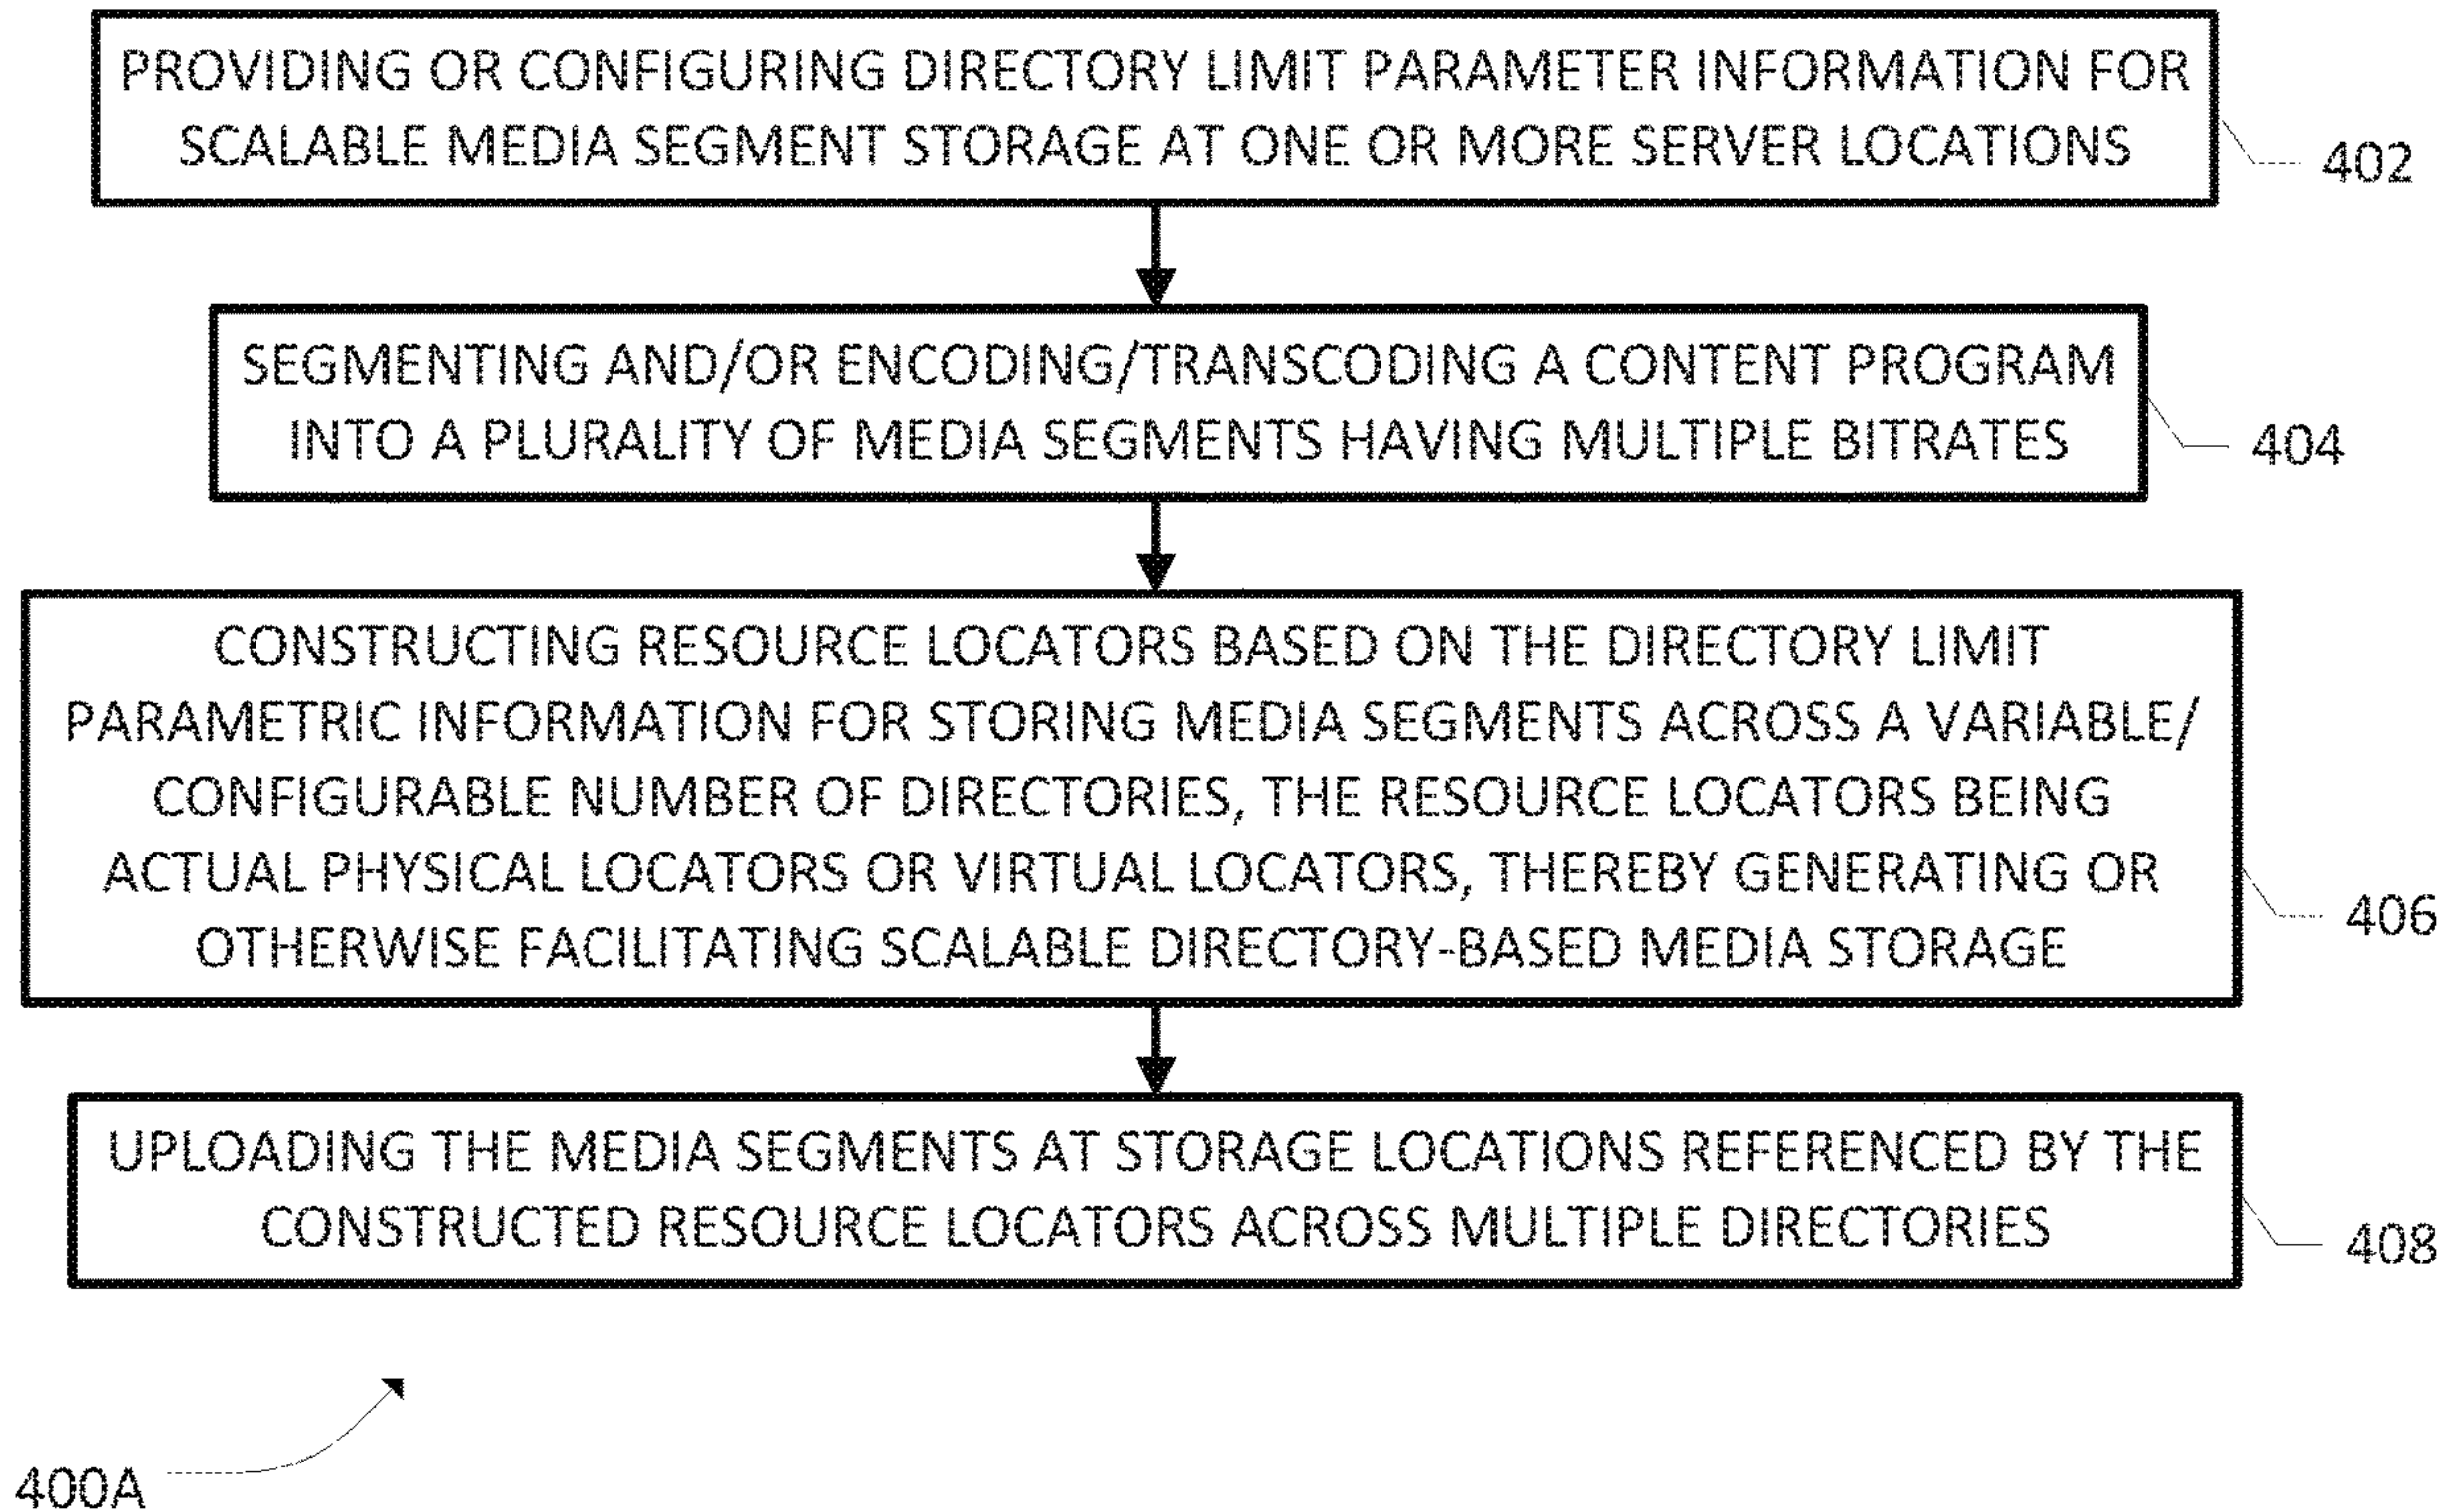 PROVIDING OR CONFIGURING DIRECTORY LIMIT PARAMETER INFORMATION FOR
SCALABLE MEDIA SEGMENT STORAGE AT ONE OR MORE SERVER LOCATIONS
402
SEGMENTING AND/OR ENCODING/TRANSCODING A CONTENT PROGRAM
INTO A PLURALITY OF MEDIA SEGMENTS HAVING MULTIPLE BITRATES
404
CONSTRUCTING RESOURCE LOCATORS BASED ON THE DIRECTORY LIMIT
PARAMETRIC INFORMATION FOR STORING MEDIA SEGMENTS ACROSS A VARIABLE/
CONFIGURABLE NUMBER OF DIRECTORIES, THE RESOURCE LOCATORS BEING
ACTUAL PHYSICAL LOCATORS OR VIRTUAL LOCATORS, THEREBY GENERATING OR
OTHERWISE FACILITATING SCALABLE DIRECTORY-BASED MEDIA STORAGE
406
UPLOADING THE MEDIA SEGMENTS AT STORAGE LOCATIONS REFERENCED BY THE
CONSTRUCTED RESOURCE LOCATORS ACROSS MULTIPLE DIRECTORIES
408
400A